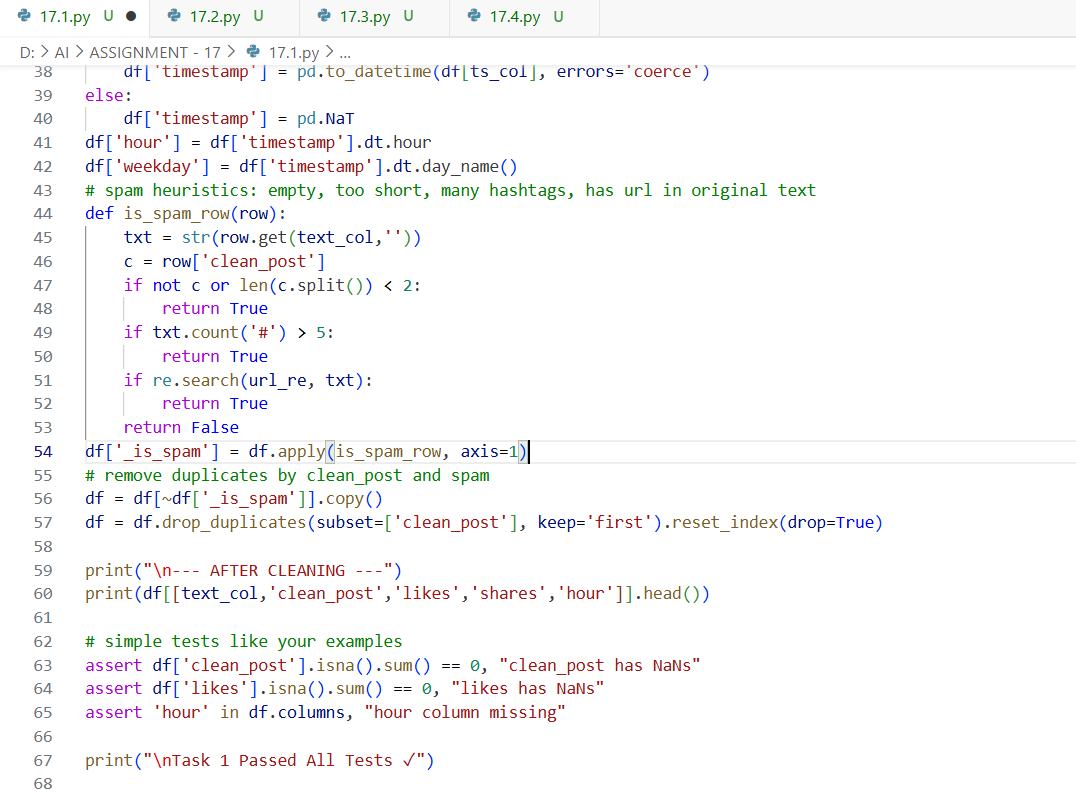 17.1.py U ● 17.2.py U 17.3.py U 17.4.py U
D: > AI > ASSIGNMENT - 17 > 17.1.py > ...
38         df['timestamp'] = pd.to_datetime(df[ts_col], errors='coerce')
39     else:
40         df['timestamp'] = pd.NaT
41     df['hour'] = df['timestamp'].dt.hour
42     df['weekday'] = df['timestamp'].dt.day_name()
43     # spam heuristics: empty, too short, many hashtags, has url in original text
44     def is_spam_row(row):
45         txt = str(row.get(text_col,''))
46         c = row['clean_post']
47         if not c or len(c.split()) < 2:
48             return True
49         if txt.count('#') > 5:
50             return True
51         if re.search(url_re, txt):
52             return True
53         return False
54     df['_is_spam'] = df.apply(is_spam_row, axis=1)
55     # remove duplicates by clean_post and spam
56     df = df[~df['_is_spam']].copy()
57     df = df.drop_duplicates(subset=['clean_post'], keep='first').reset_index(drop=True)
58
59     print("\n--- AFTER CLEANING ---")
60     print(df[[text_col,'clean_post','likes','shares','hour']].head())
61
62     # simple tests like your examples
63     assert df['clean_post'].isna().sum() == 0, "clean_post has NaNs"
64     assert df['likes'].isna().sum() == 0, "likes has NaNs"
65     assert 'hour' in df.columns, "hour column missing"
66
67     print("\nTask 1 Passed All Tests ✓")
68